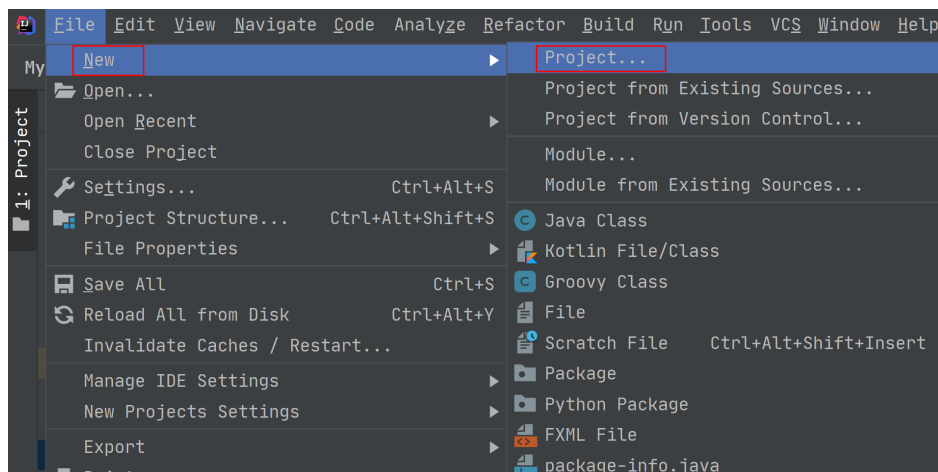 File Edit View Navigate Code Analyze Refactor Build Run Tools VCS Window Help
My
1: Project
New
Open...
Open Recent
Close Project
Settings... Ctrl+Alt+S
Project Structure... Ctrl+Alt+Shift+S
File Properties
Save All Ctrl+S
Reload All from Disk Ctrl+Alt+Y
Invalidate Caches / Restart...
Manage IDE Settings
New Projects Settings
Export
Project...
Project from Existing Sources...
Project from Version Control...
Module...
Module from Existing Sources...
Java Class
Kotlin File/Class
Groovy Class
File
Scratch File Ctrl+Alt+Shift+Insert
Package
Python Package
FXML File
package-info.java